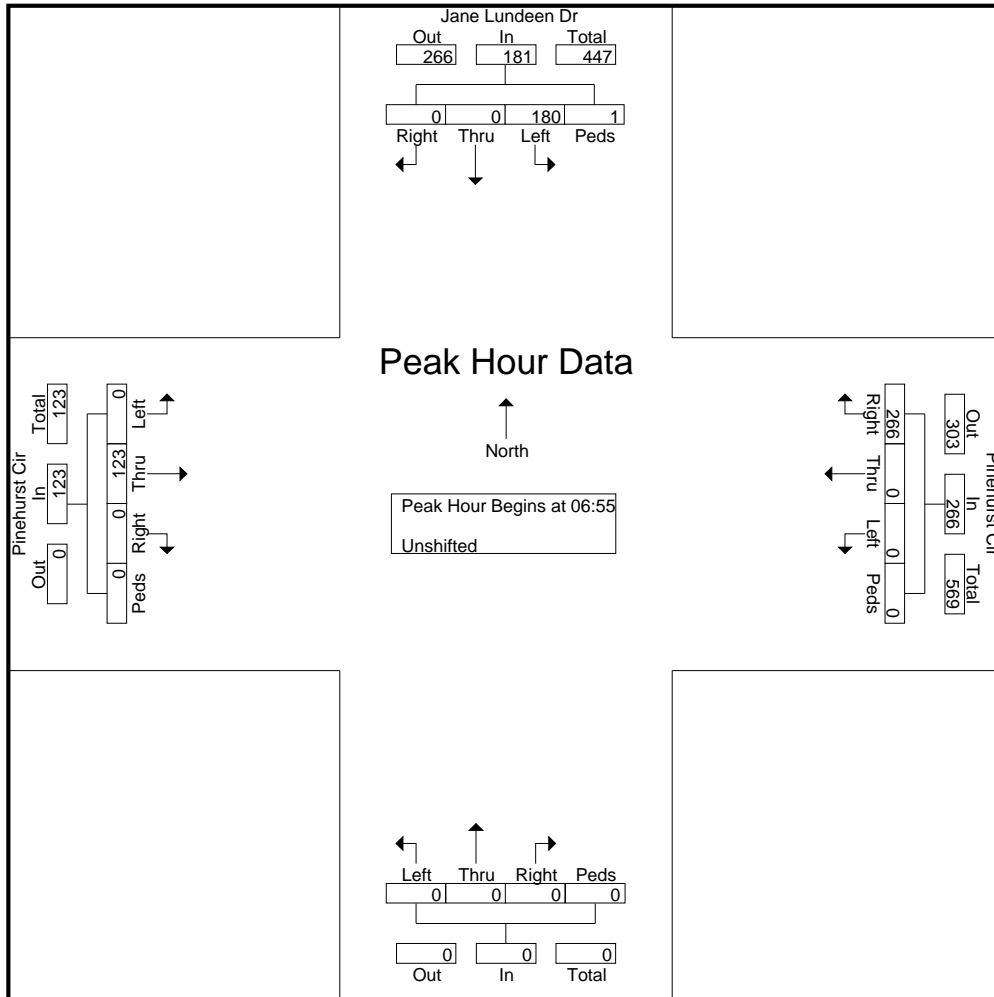 Jane Lundeen Dr
Out In Total
266 181 447
0 0 180 1
Right Thru Left Peds
Peak Hour Data
North
Peak Hour Begins at 06:55
Unshifted
Pinehurst Cir
Total In Out
123 123 0
0 123 0 0
Left Thru Right Peds
Pinehurst Cir
Out In Total
303 266 569
266 0 0 0
Right Thru Left Peds
Left Thru Right Peds
0 0 0 0
0 0 0
Out In Total